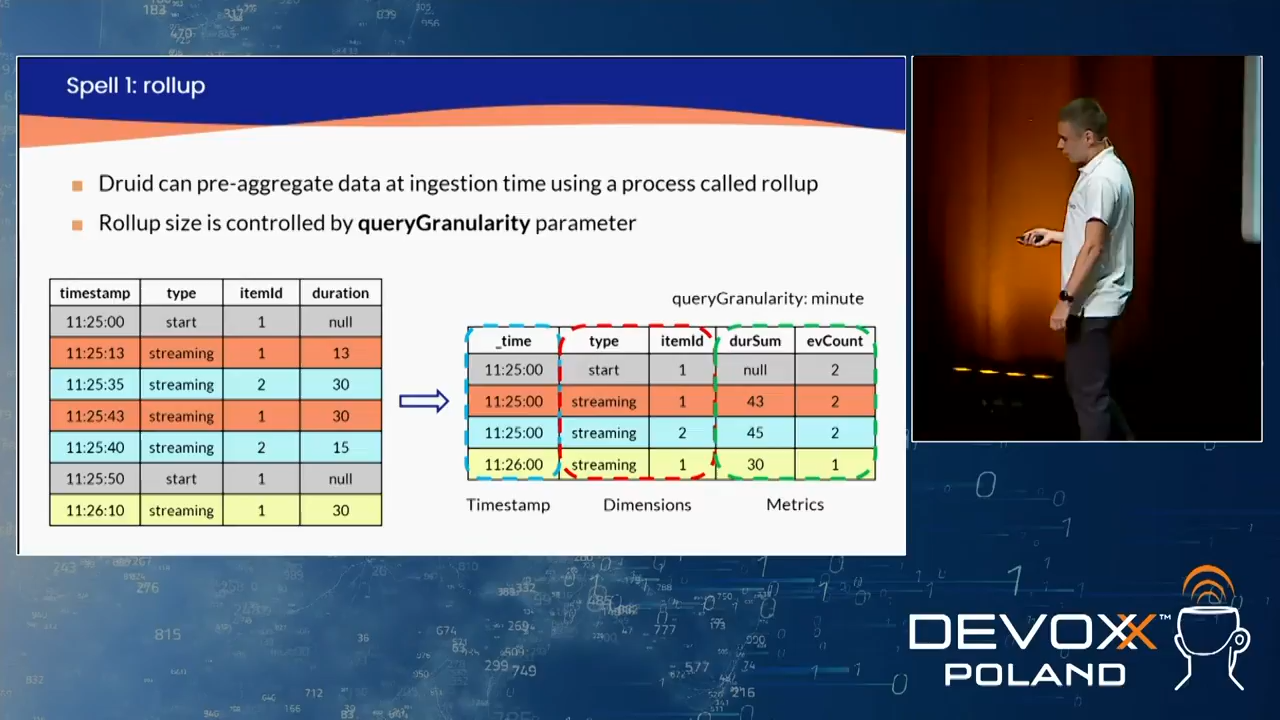 Spell 1: rollup
■ Druid can pre-aggregate data at ingestion time using a process called rollup
■ Rollup size is controlled by queryGranularity parameter
timestamp type itemId duration
11:25:00 start 1 null
11:25:13 streaming 1 13
11:25:35 streaming 2 30
11:25:43 streaming 1 30
11:25:40 streaming 2 15
11:25:50 start 1 null
11:26:10 streaming 1 30
queryGranularity: minute
_time type itemId durSum evCount
11:25:00 start 1 null 2
11:25:00 streaming 1 43 2
11:25:00 streaming 2 45 2
11:26:00 streaming 1 30 1
Timestamp Dimensions Metrics
DEVOXX™
POLAND